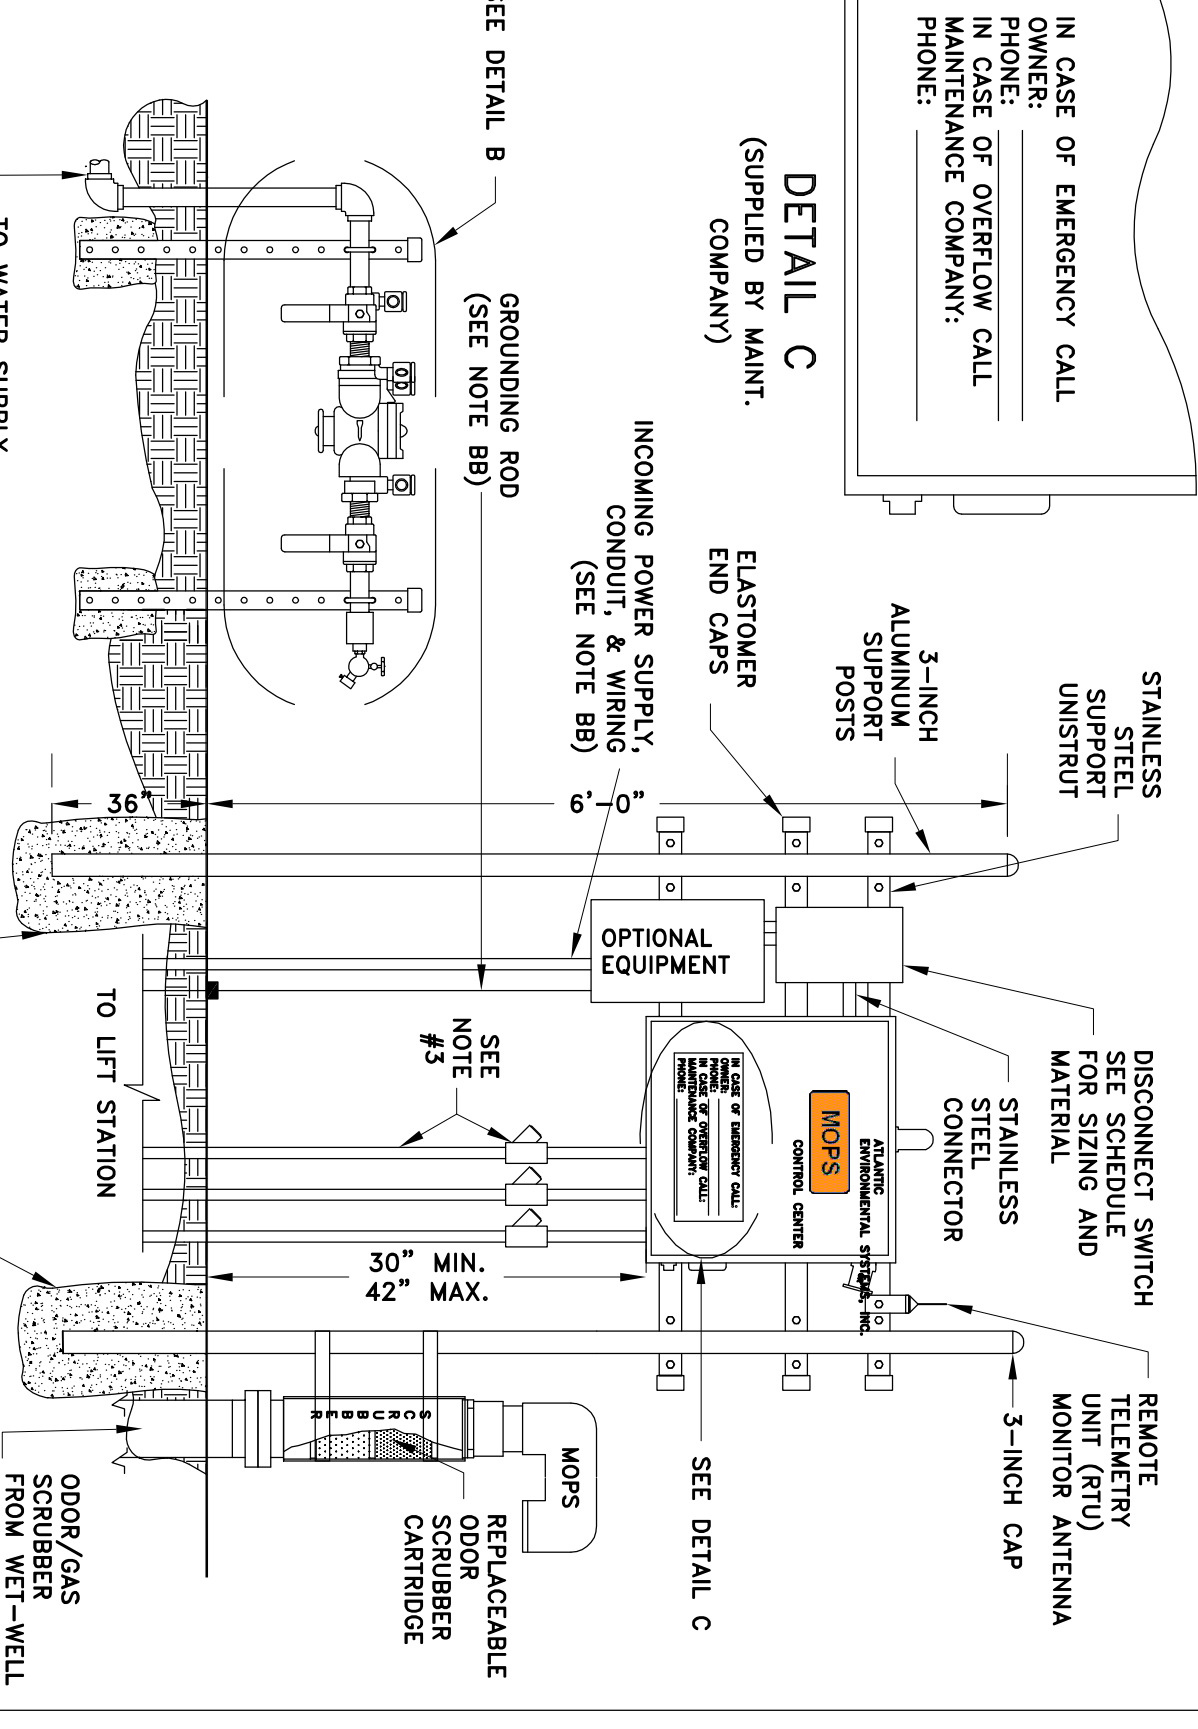 IN CASE OF EMERGENCY CALL
OWNER:
PHONE:
IN CASE OF OVERFLOW CALL
MAINTENANCE COMPANY:
PHONE:
DETAIL C
(SUPPLIED BY MAINT.
COMPANY)
SEE DETAIL B
GROUNDING ROD
(SEE NOTE BB)
INCOMING POWER SUPPLY,
CONDUIT, & WIRING
(SEE NOTE BB)
ELASTOMER
END CAPS
3-INCH
ALUMINUM
SUPPORT
POSTS
STAINLESS
STEEL
SUPPORT
UNISTRUT
TO WATER SUPPLY
36"
6'-0"
OPTIONAL
EQUIPMENT
TO LIFT STATION
SEE
NOTE
#3
DISCONNECT SWITCH
SEE SCHEDULE
FOR SIZING AND
MATERIAL
STAINLESS
STEEL
CONNECTOR
ATLANTIC
ENVIRONMENTAL SYSTEMS, INC.
MOPS
CONTROL CENTER
IN CASE OF EMERGENCY CALL:
OWNER:
PHONE:
IN CASE OF OVERFLOW CALL:
MAINTENANCE COMPANY:
PHONE:
30" MIN.
42" MAX.
REMOTE
TELEMETRY
UNIT (RTU)
MONITOR ANTENNA
3-INCH CAP
SEE DETAIL C
MOPS
SCRUBBER
REPLACEABLE
ODOR
SCRUBBER
CARTRIDGE
ODOR/GAS
SCRUBBER
FROM WET-WELL